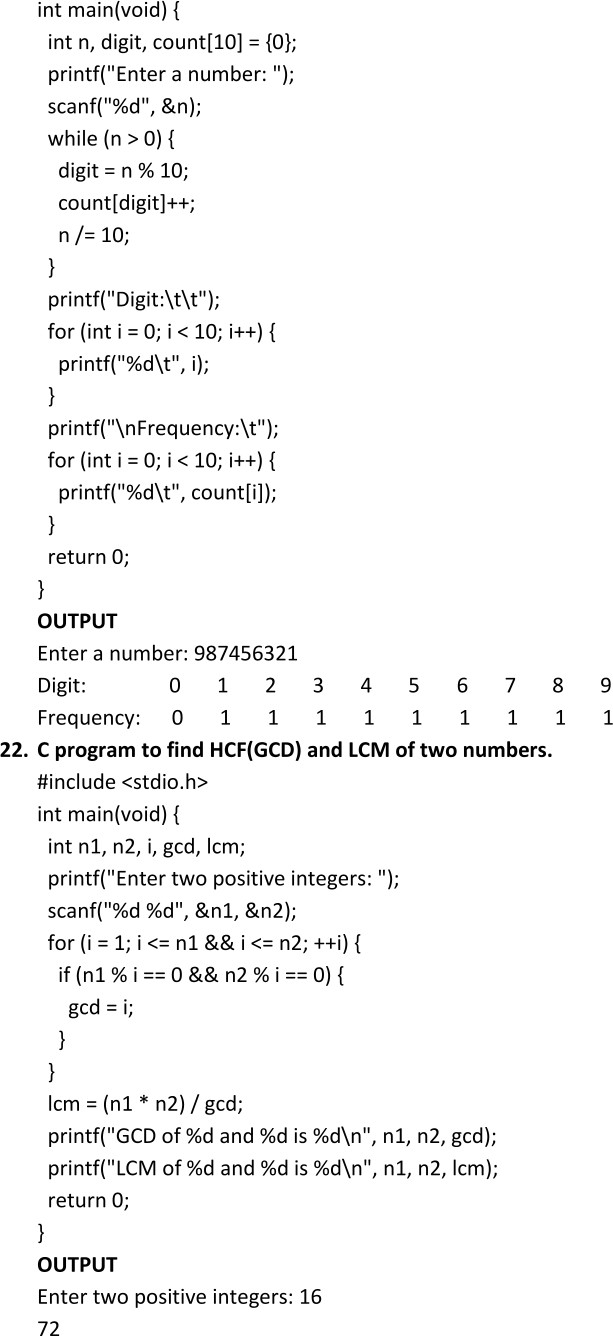 int main(void) {
int n, digit, count[10] = {0};
printf("Enter a number: ");
scanf("%d", &n);
while (n > 0) {
digit = n % 10;
count[digit]++;
n /= 10;
}
printf("Digit:\t\t");
for (int i = 0; i < 10; i++) {
printf("%d\t", i);
}
printf("\nFrequency:\t");
for (int i = 0; i < 10; i++) {
printf("%d\t", count[i]);
}
return 0;
}
OUTPUT
Enter a number: 987456321
Digit: 0 1 2 3 4 5 6 7 8 9
Frequency: 0 1 1 1 1 1 1 1 1 1
22. C program to find HCF(GCD) and LCM of two numbers.
#include <stdio.h>
int main(void) {
int n1, n2, i, gcd, lcm;
printf("Enter two positive integers: ");
scanf("%d %d", &n1, &n2);
for (i = 1; i <= n1 && i <= n2; ++i) {
if (n1 % i == 0 && n2 % i == 0) {
gcd = i;
}
}
lcm = (n1 * n2) / gcd;
printf("GCD of %d and %d is %d\n", n1, n2, gcd);
printf("LCM of %d and %d is %d\n", n1, n2, lcm);
return 0;
}
OUTPUT
Enter two positive integers: 16
72